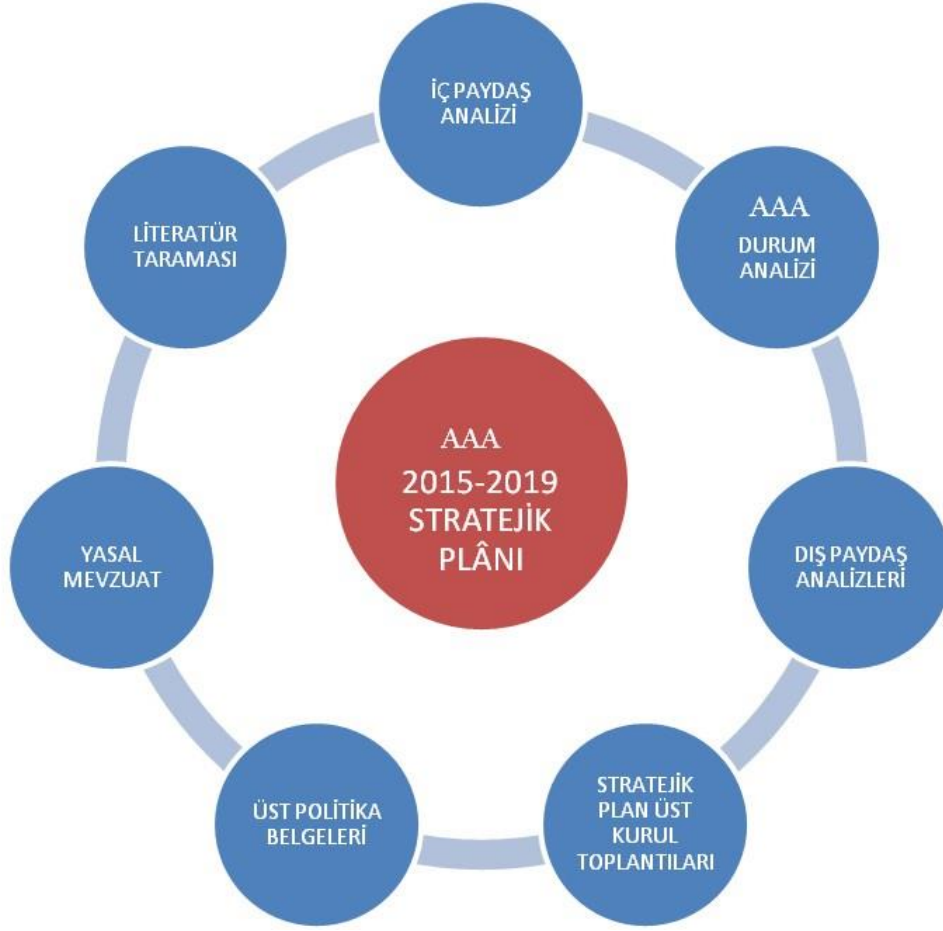 İÇ PAYDAŞ
ANALİZİ
AAA
DURUM
ANALİZİ
DIŞ PAYDAŞ
ANALİZLERİ
STRATEJİK
PLAN ÜST
KURUL
TOPLANTILARI
ÜST POLİTİKA
BELGELERİ
YASAL
MEVZUAT
LİTERATÜR
TARAMASI
AAA
2015-2019
STRATEJİK
PLÂNI